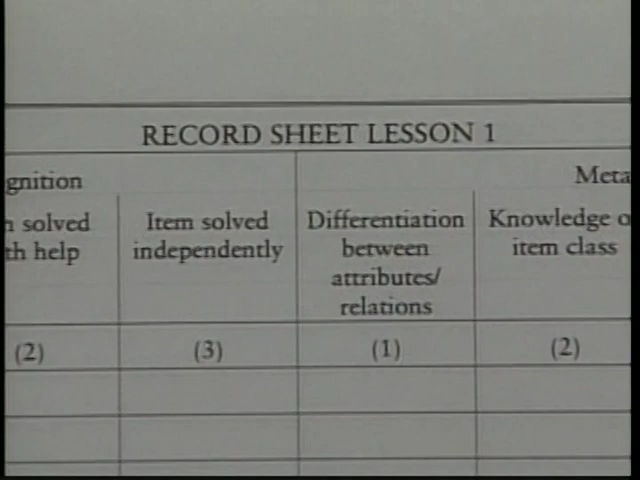 RECORD SHEET LESSON 1
gnition
Meta
solved
th help
Item solved
independently
Differentiation
between
attributes/
relations
Knowledge o
item class
(2)
(3)
(1)
(2)